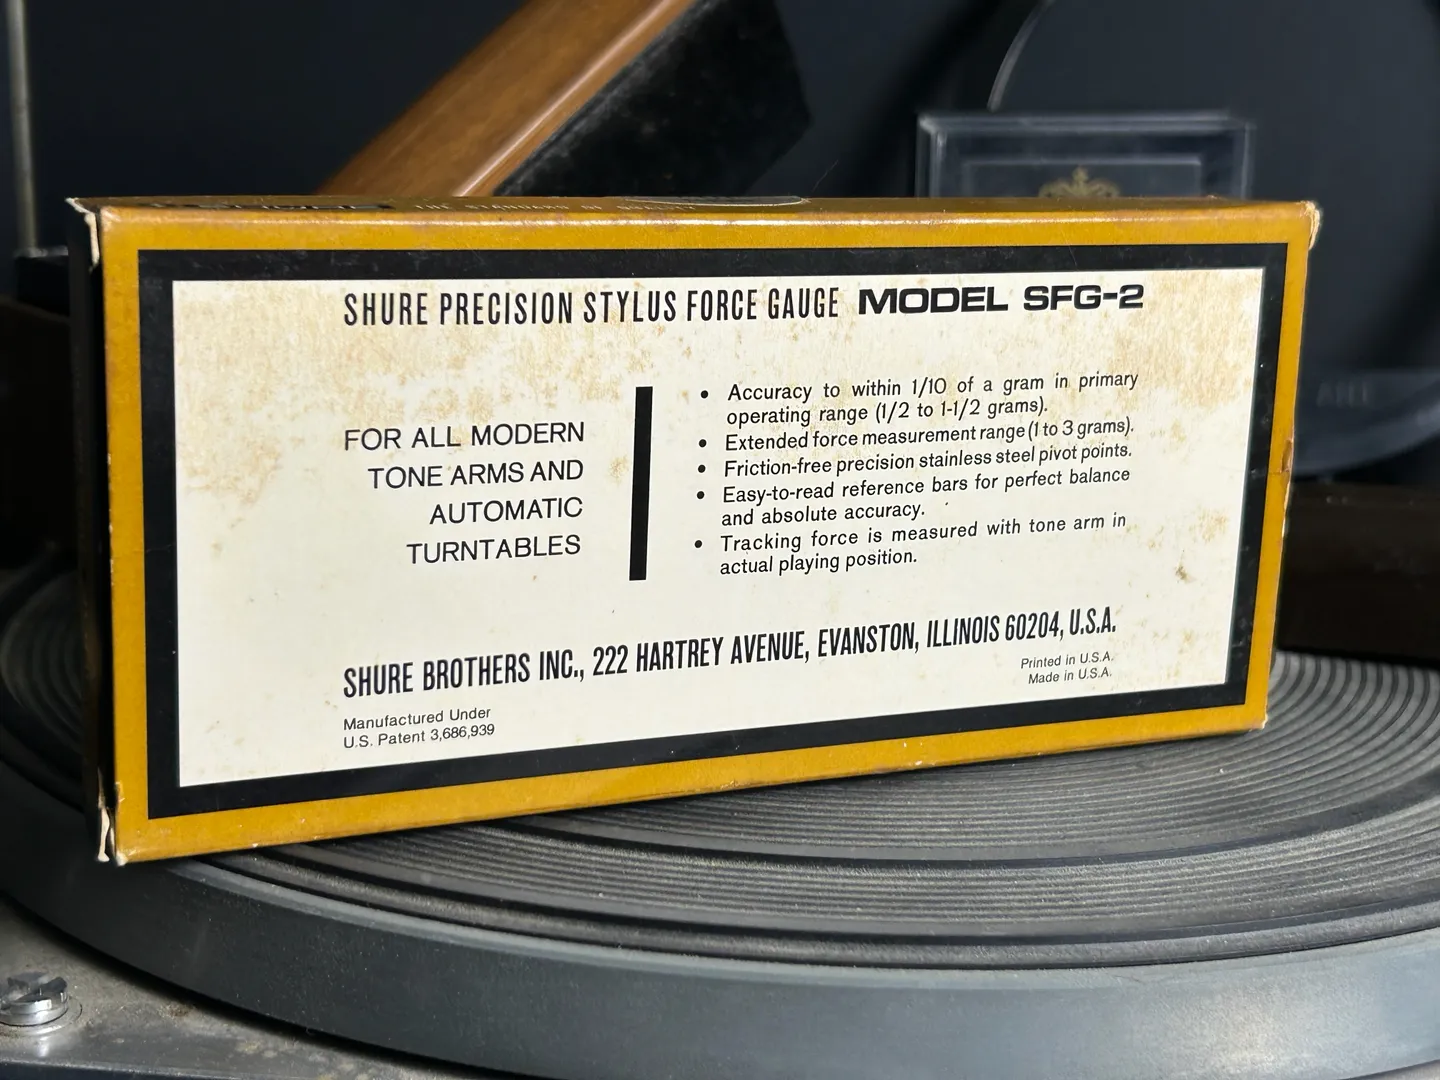 THE STANDARD OF
SHURE PRECISION STYLUS FORCE GAUGE MODEL SFG-2
FOR ALL MODERN
TONE ARMS AND
AUTOMATIC
TURNTABLES
• Accuracy to within 1/10 of a gram in primary
operating range (1/2 to 1-1/2 grams).
• Extended force measurement range (1 to 3 grams).
• Friction-free precision stainless steel pivot points.
• Easy-to-read reference bars for perfect balance
and absolute accuracy.
• Tracking force is measured with tone arm in
actual playing position.
SHURE BROTHERS INC., 222 HARTREY AVENUE, EVANSTON, ILLINOIS 60204, U.S.A.
Printed in U.S.A.
Made in U.S.A.
Manufactured Under
U.S. Patent 3,686,939